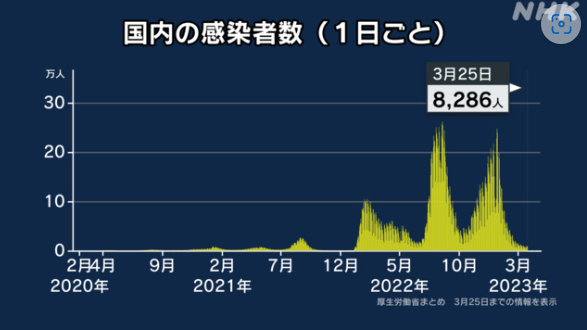 NHK
国内の感染者数（１日ごと）
万人
3月25日
8,286人
30
20
10
0
2月 4月 9月 2月 7月 12月 5月 10月 3月
2020年 2021年 2022年 2023年
厚生労働省まとめ 3月25日までの情報を表示